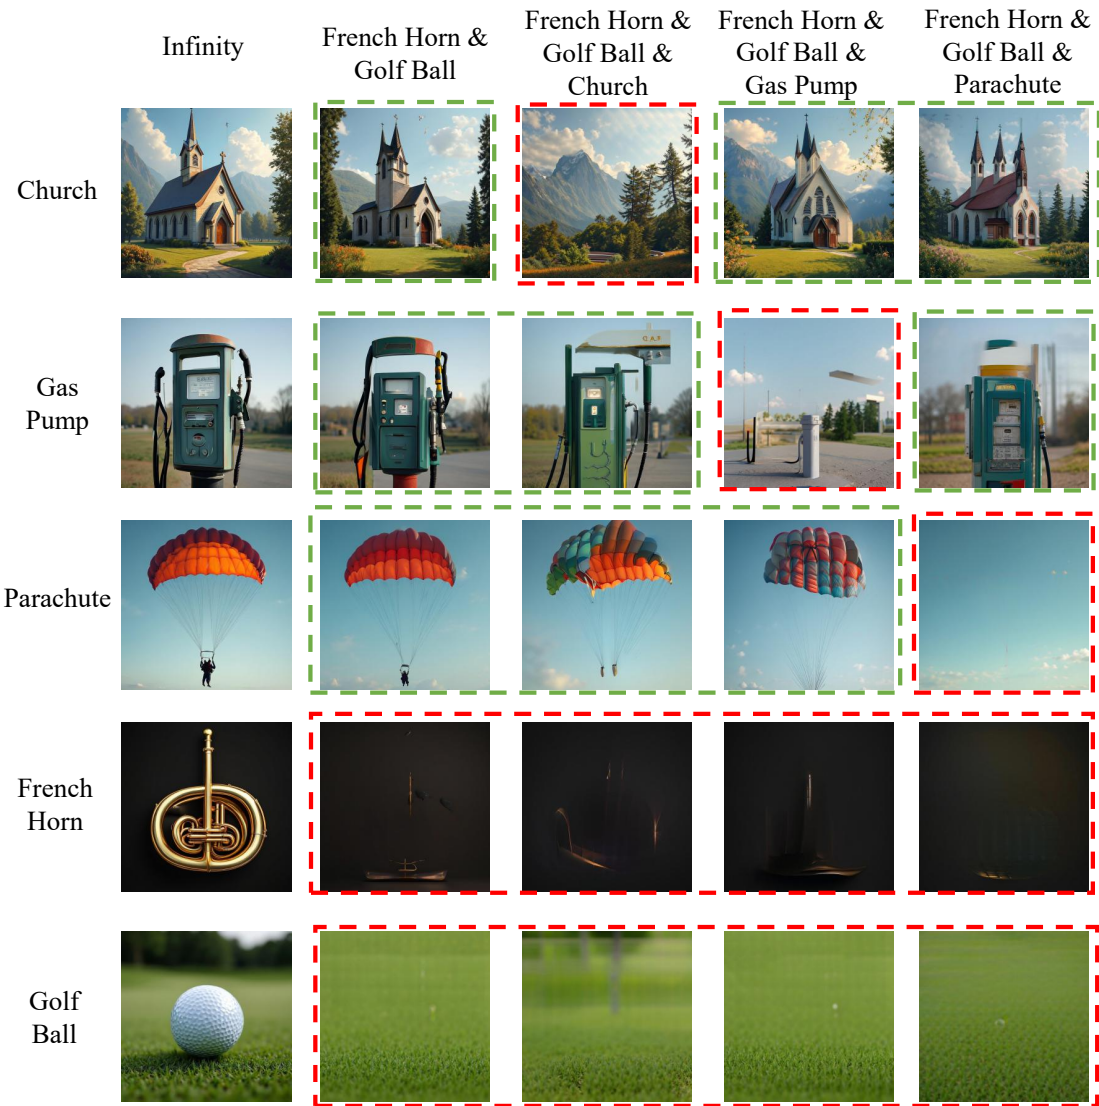 Infinity
French Horn &
Golf Ball
French Horn &
Golf Ball &
Church
French Horn &
Golf Ball &
Gas Pump
French Horn &
Golf Ball &
Parachute
Church
Gas
Pump
Parachute
French
Horn
Golf
Ball